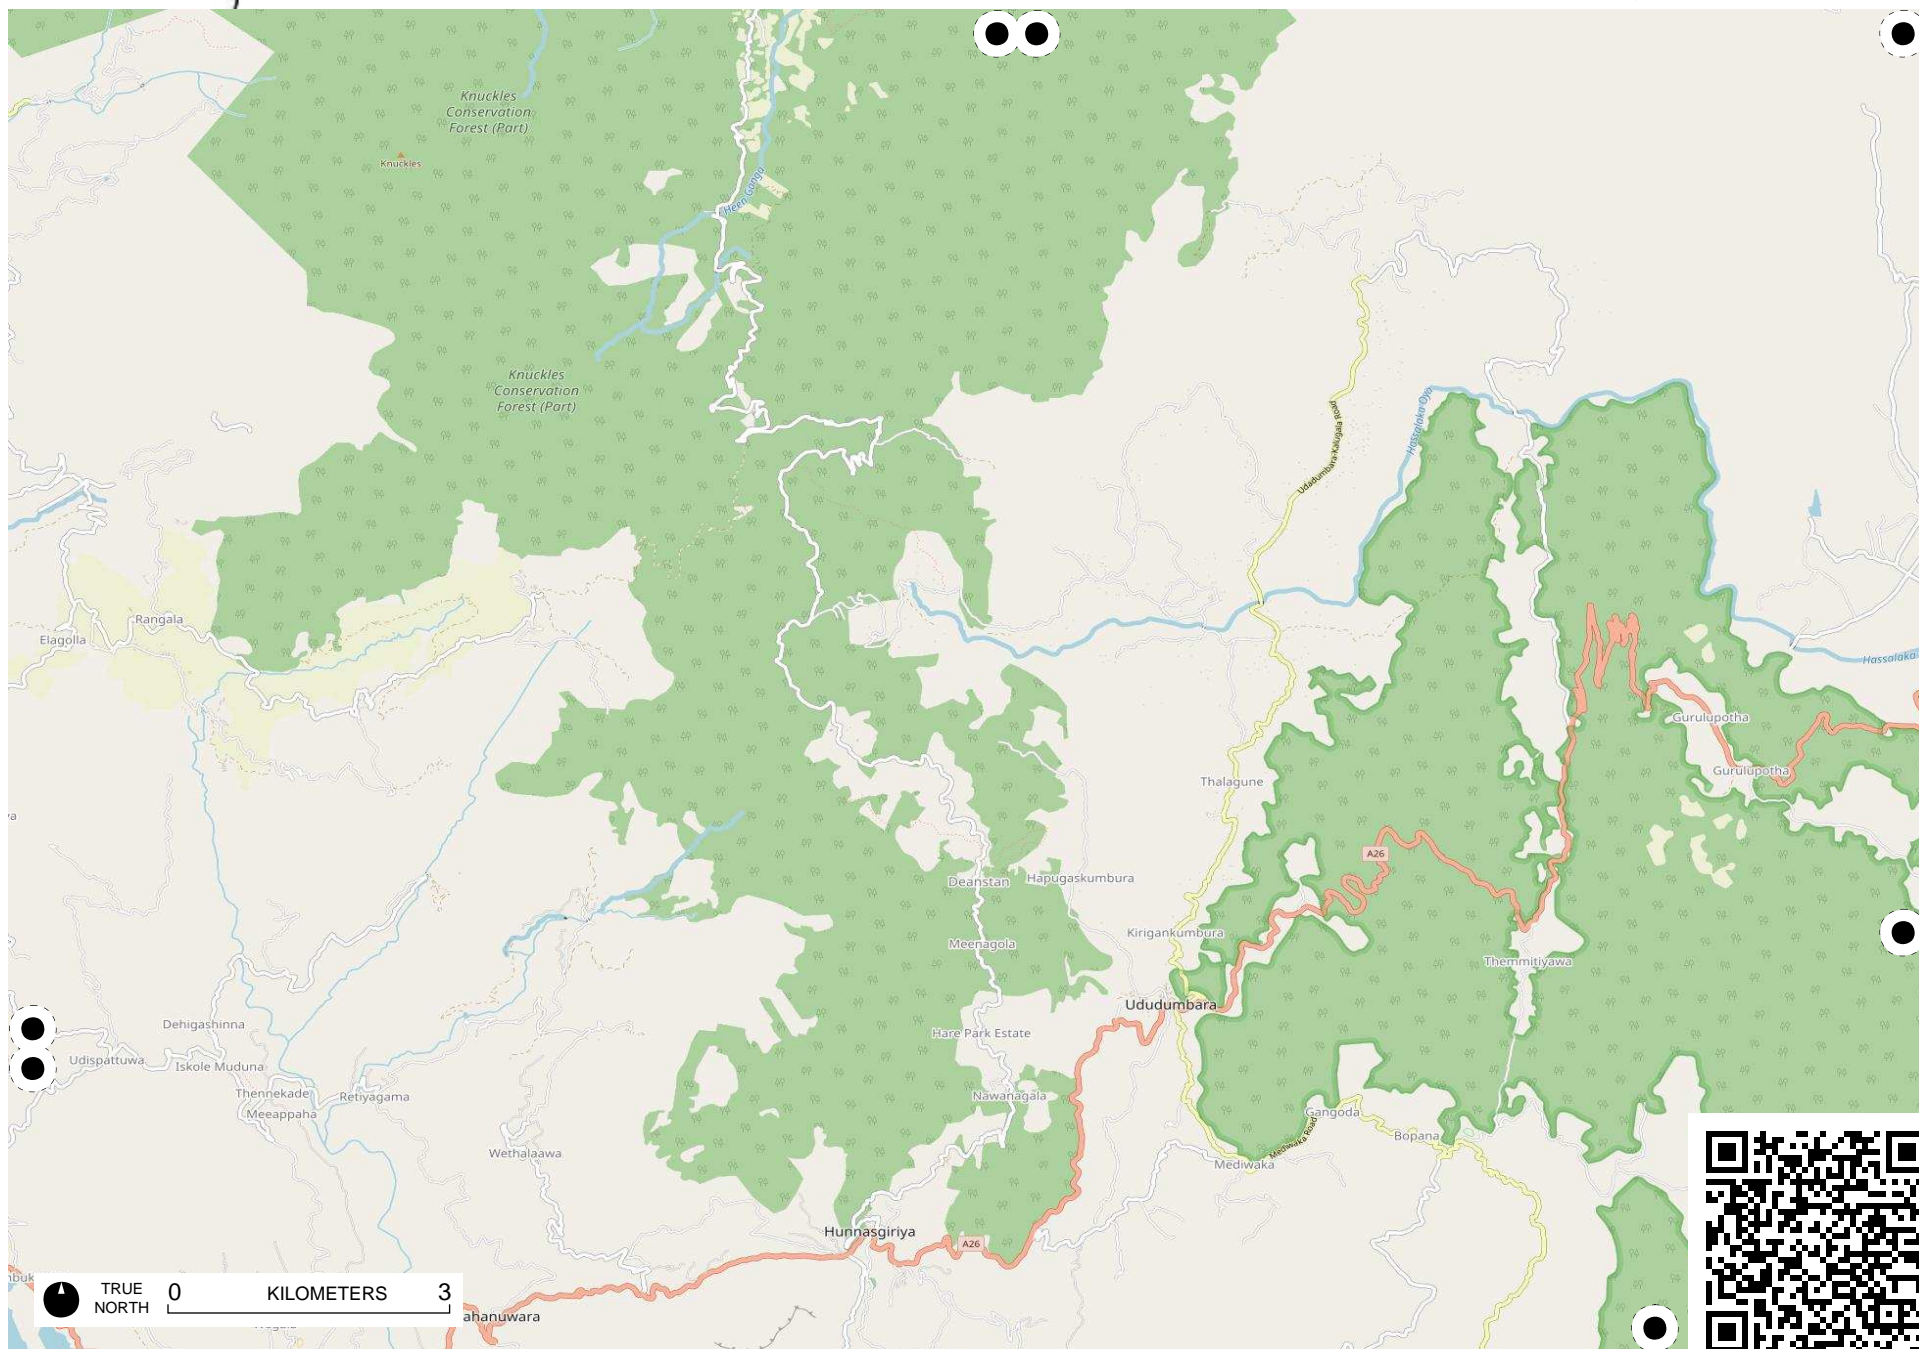 Knuckles
Conservation
Forest (Part)
Knuckles
Heen Ganga
Knuckles
Conservation
Forest (Part)
Hassalaka Oya
Udadumbara-Kalugala Road
Rangala
Elagolla
Hassalaka
Gurulupotha
Gurulupotha
Thalagune
A26
Deanstan
Hapugaskumbura
Kirigankumbura
Meenagola
Themmitiyawa
Ududumbara
Dehigashinna
Hare Park Estate
Udispattuwa
Iskole Muduna
Thennekade
Retiyagama
Nawanagala
Meeappaha
Gangoda
Mediwaka Road
Bopana
Wethalaawa
Mediwaka
Hunnasgiriya
A26
TRUE
NORTH
0 KILOMETERS 3
ahanuwara